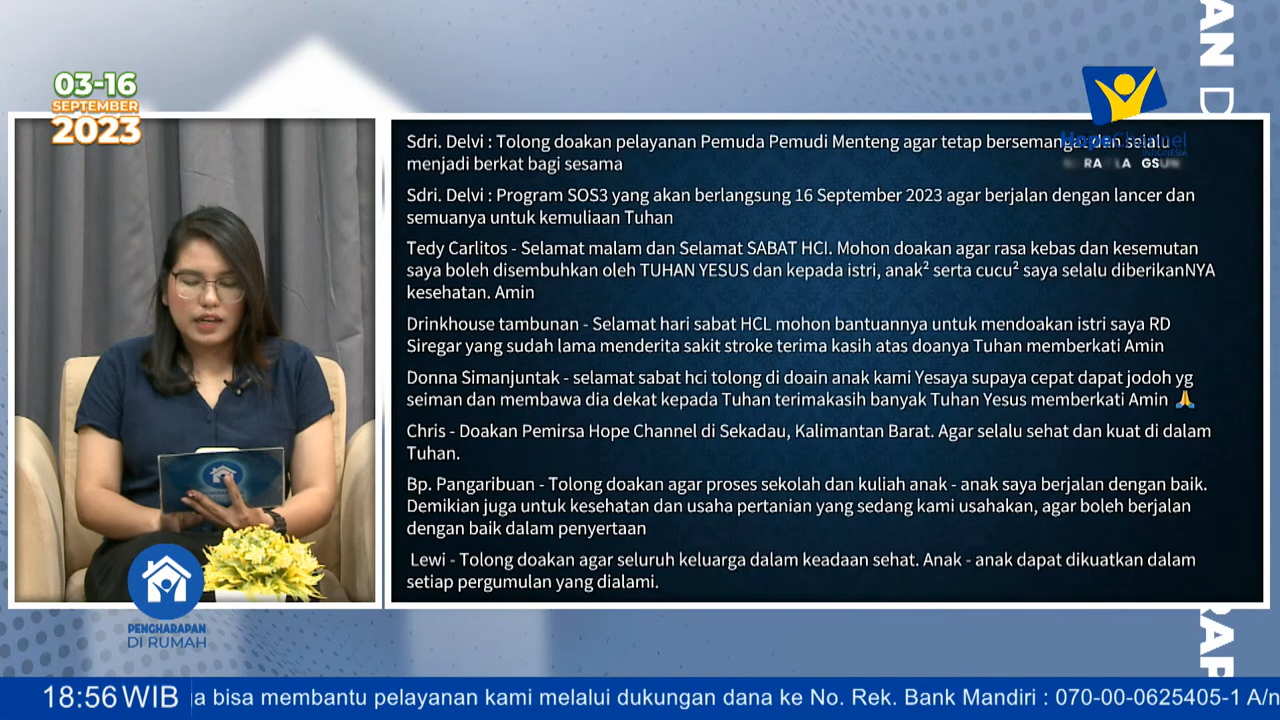 03-16
SEPTEMBER
2023
AN D
HopeChannel
INDONESIA
Sdri. Delvi : Tolong doakan pelayanan Pemuda Pemudi Menteng agar tetap bersemangat den selalu
menjadi berkat bagi sesama
Sdri. Delvi : Program SOS3 yang akan berlangsung 16 September 2023 agar berjalan dengan lancer dan
semuanya untuk kemuliaan Tuhan
Tedy Carlitos - Selamat malam dan Selamat SABAT HCI. Mohon doakan agar rasa kebas dan kesemutan
saya boleh disembuhkan oleh TUHAN YESUS dan kepada istri, anak² serta cucu² saya selalu diberikanNYA
kesehatan. Amin
Drinkhouse tambunan - Selamat hari sabat HCL mohon bantuannya untuk mendoakan istri saya RD
Siregar yang sudah lama menderita sakit stroke terima kasih atas doanya Tuhan memberkati Amin
Donna Simanjuntak - selamat sabat hci tolong di doain anak kami Yesaya supaya cepat dapat jodoh yg
seiman dan membawa dia dekat kepada Tuhan terimakasih banyak Tuhan Yesus memberkati Amin 🙏
Chris - Doakan Pemirsa Hope Channel di Sekadau, Kalimantan Barat. Agar selalu sehat dan kuat di dalam
Tuhan.
Bp. Pangaribuan - Tolong doakan agar proses sekolah dan kuliah anak - anak saya berjalan dengan baik.
Demikian juga untuk kesehatan dan usaha pertanian yang sedang kami usahakan, agar boleh berjalan
dengan baik dalam penyertaan
Lewi - Tolong doakan agar seluruh keluarga dalam keadaan sehat. Anak - anak dapat dikuatkan dalam
setiap pergumulan yang dialami.
PENGHARAPAN
DI RUMAH
RAP
18:56 WIB
a bisa membantu pelayanan kami melalui dukungan dana ke No. Rek. Bank Mandiri : 070-00-0625405-1 A/n